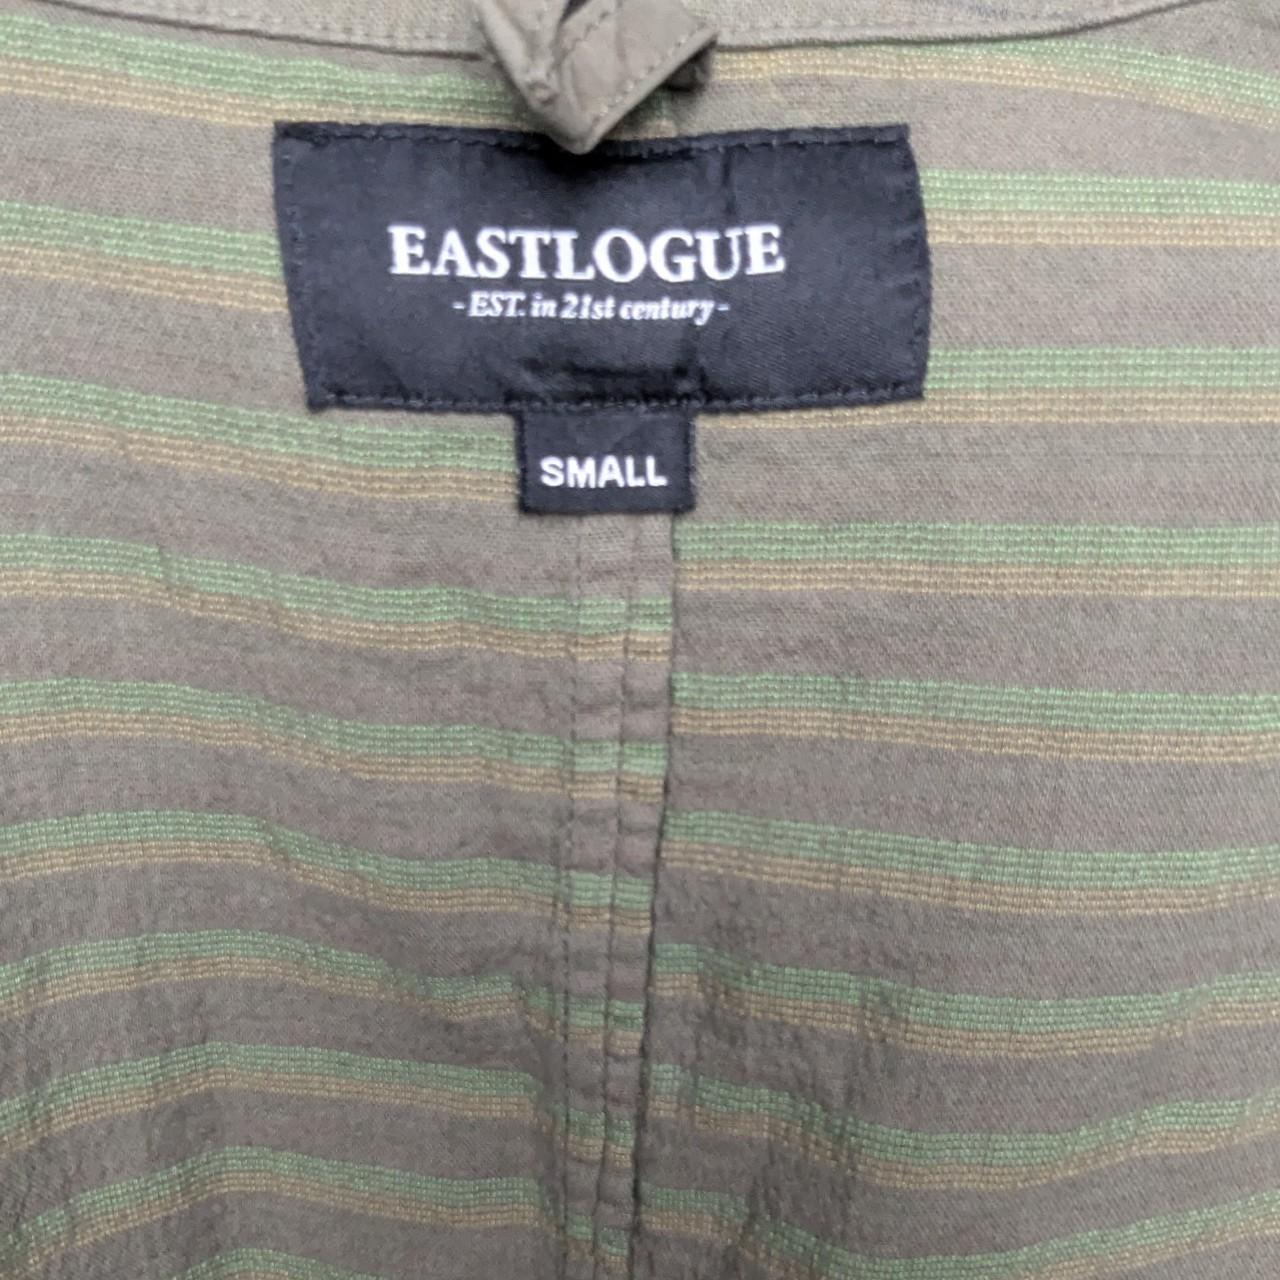 EASTLOGUE
-EST. in 21st century-
SMALL